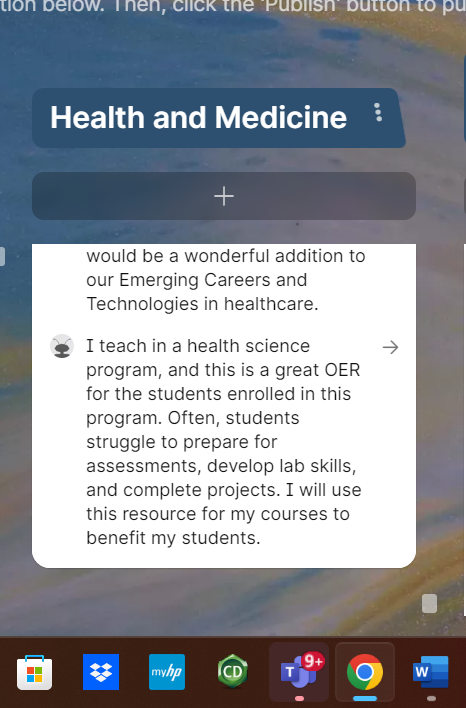 tion below. Then, click the 'Publish' button to pu
Health and Medicine
would be a wonderful addition to
our Emerging Careers and
Technologies in healthcare.
I teach in a health science
program, and this is a great OER
for the students enrolled in this
program. Often, students
struggle to prepare for
assessments, develop lab skills,
and complete projects. I will use
this resource for my courses to
benefit my students.
myhp
CD
T
9+
W